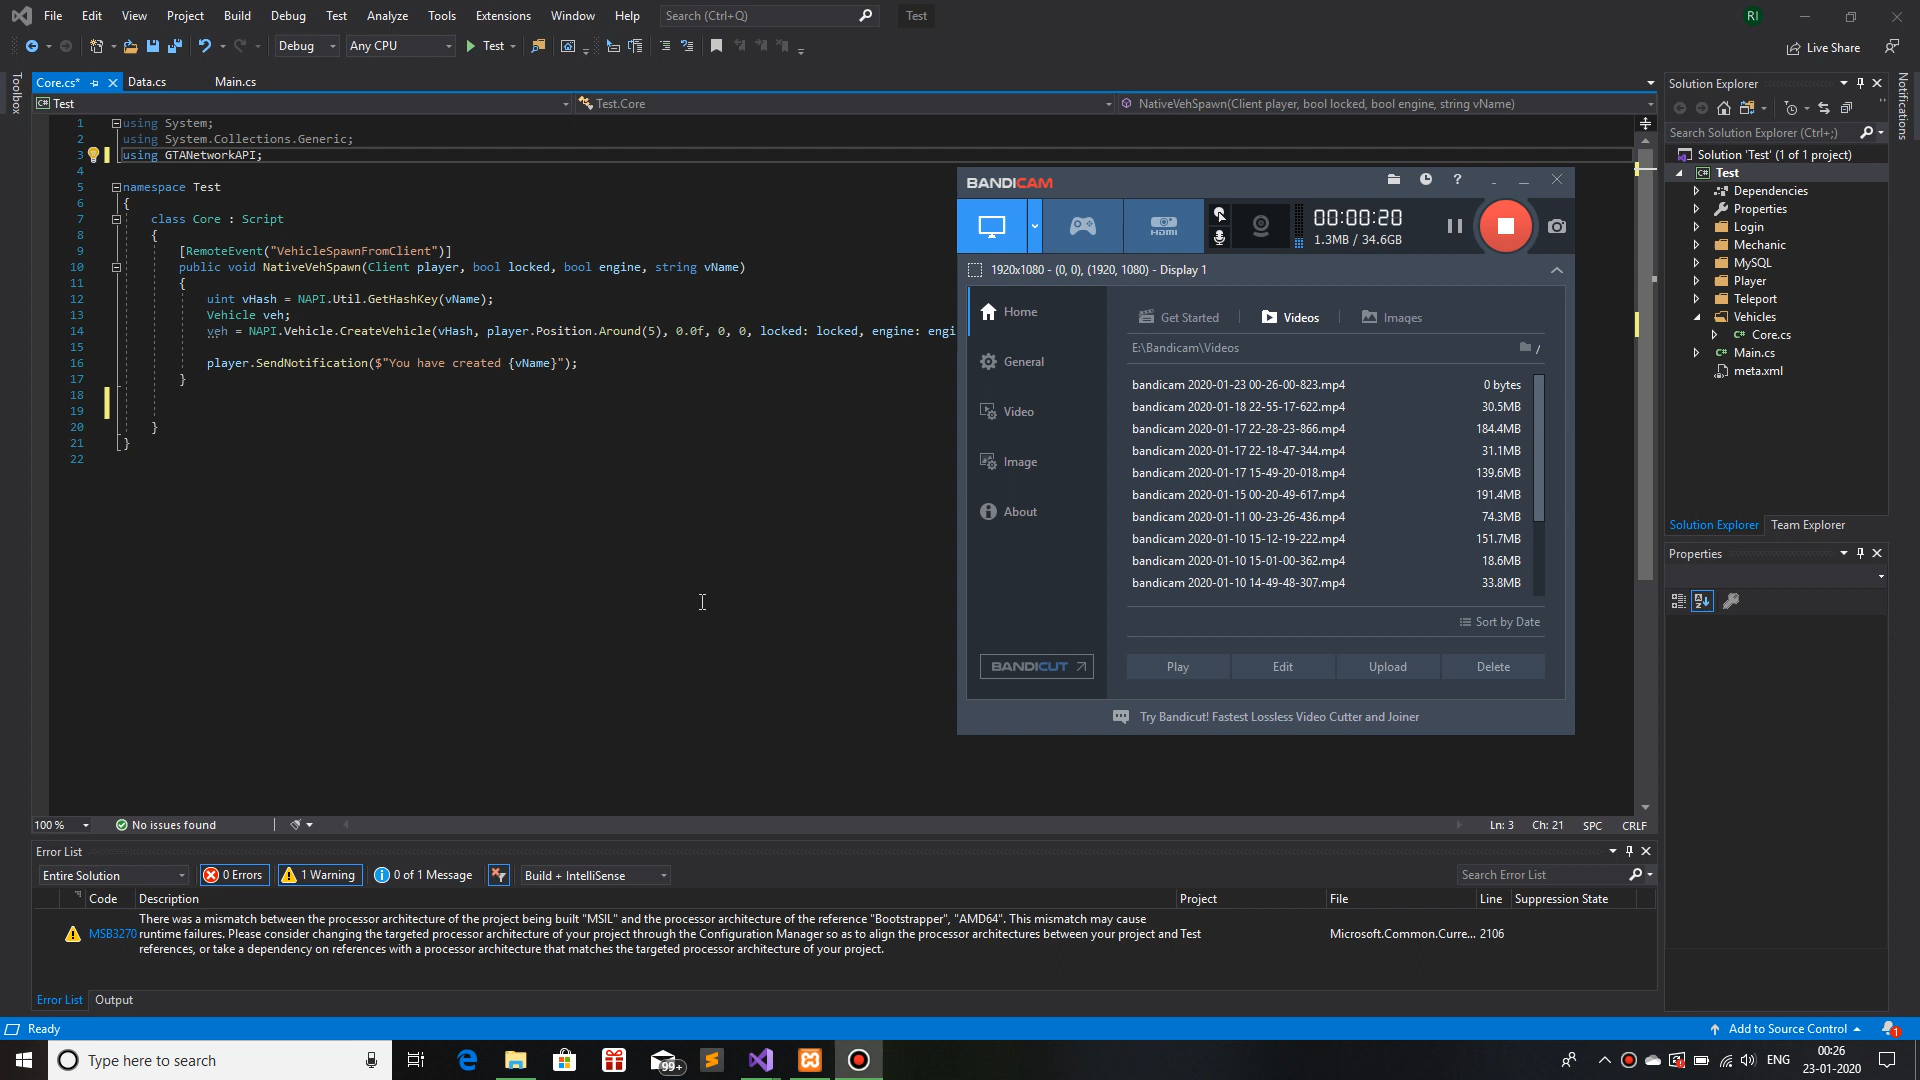 File Edit View Project Build Debug Test Analyze Tools Extensions Window Help Search (Ctrl+Q) Test RI
Debug Any CPU Test Live Share
Toolbox
Core.cs* Data.cs Main.cs
Test Test.Core NativeVehSpawn(Client player, bool locked, bool engine, string vName)
1 using System;
2 using System.Collections.Generic;
3 using GTANetworkAPI;
4
5 namespace Test
6 {
7 class Core : Script
8 {
9 [RemoteEvent("VehicleSpawnFromClient")]
10 public void NativeVehSpawn(Client player, bool locked, bool engine, string vName)
11 {
12 uint vHash = NAPI.Util.GetHashKey(vName);
13 Vehicle veh;
14 veh = NAPI.Vehicle.CreateVehicle(vHash, player.Position.Around(5), 0.0f, 0, 0, locked: locked, engine: engi
15
16 player.SendNotification($"You have created {vName}");
17 }
18
19
20 }
21 }
22
BANDICAM
?
HDMI
00:00:20
1.3MB / 34.6GB
1920x1080 - (0, 0), (1920, 1080) - Display 1
Home
General
Video
Image
About
BANDICUT
Get Started Videos Images
E:\Bandicam\Videos /
bandicam 2020-01-23 00-26-00-823.mp4 0 bytes
bandicam 2020-01-18 22-55-17-622.mp4 30.5MB
bandicam 2020-01-17 22-28-23-866.mp4 184.4MB
bandicam 2020-01-17 22-18-47-344.mp4 31.1MB
bandicam 2020-01-17 15-49-20-018.mp4 139.6MB
bandicam 2020-01-15 00-20-49-617.mp4 191.4MB
bandicam 2020-01-11 00-23-26-436.mp4 74.3MB
bandicam 2020-01-10 15-12-19-222.mp4 151.7MB
bandicam 2020-01-10 15-01-00-362.mp4 18.6MB
bandicam 2020-01-10 14-49-48-307.mp4 33.8MB
Sort by Date
Play Edit Upload Delete
Try Bandicut! Fastest Lossless Video Cutter and Joiner
Solution Explorer
Search Solution Explorer (Ctrl+;)
Solution 'Test' (1 of 1 project)
C# Test
Dependencies
Properties
Login
Mechanic
MySQL
Player
Teleport
Vehicles
C# Core.cs
C# Main.cs
meta.xml
Solution Explorer Team Explorer
Properties
Notifications
100 % No issues found Ln: 3 Ch: 21 SPC CRLF
Error List
Entire Solution 0 Errors 1 Warning 0 of 1 Message Build + IntelliSense Search Error List
Code Description Project File Line Suppression State
MSB3270 There was a mismatch between the processor architecture of the project being built "MSIL" and the processor architecture of the reference "Bootstrapper", "AMD64". This mismatch may cause
runtime failures. Please consider changing the targeted processor architecture of your project through the Configuration Manager so as to align the processor architectures between your project and
references, or take a dependency on references with a processor architecture that matches the targeted processor architecture of your project.
Test Microsoft.Common.Curre... 2106
Error List Output
Ready Add to Source Control 1
Type here to search 99+ ENG 00:26
23-01-2020